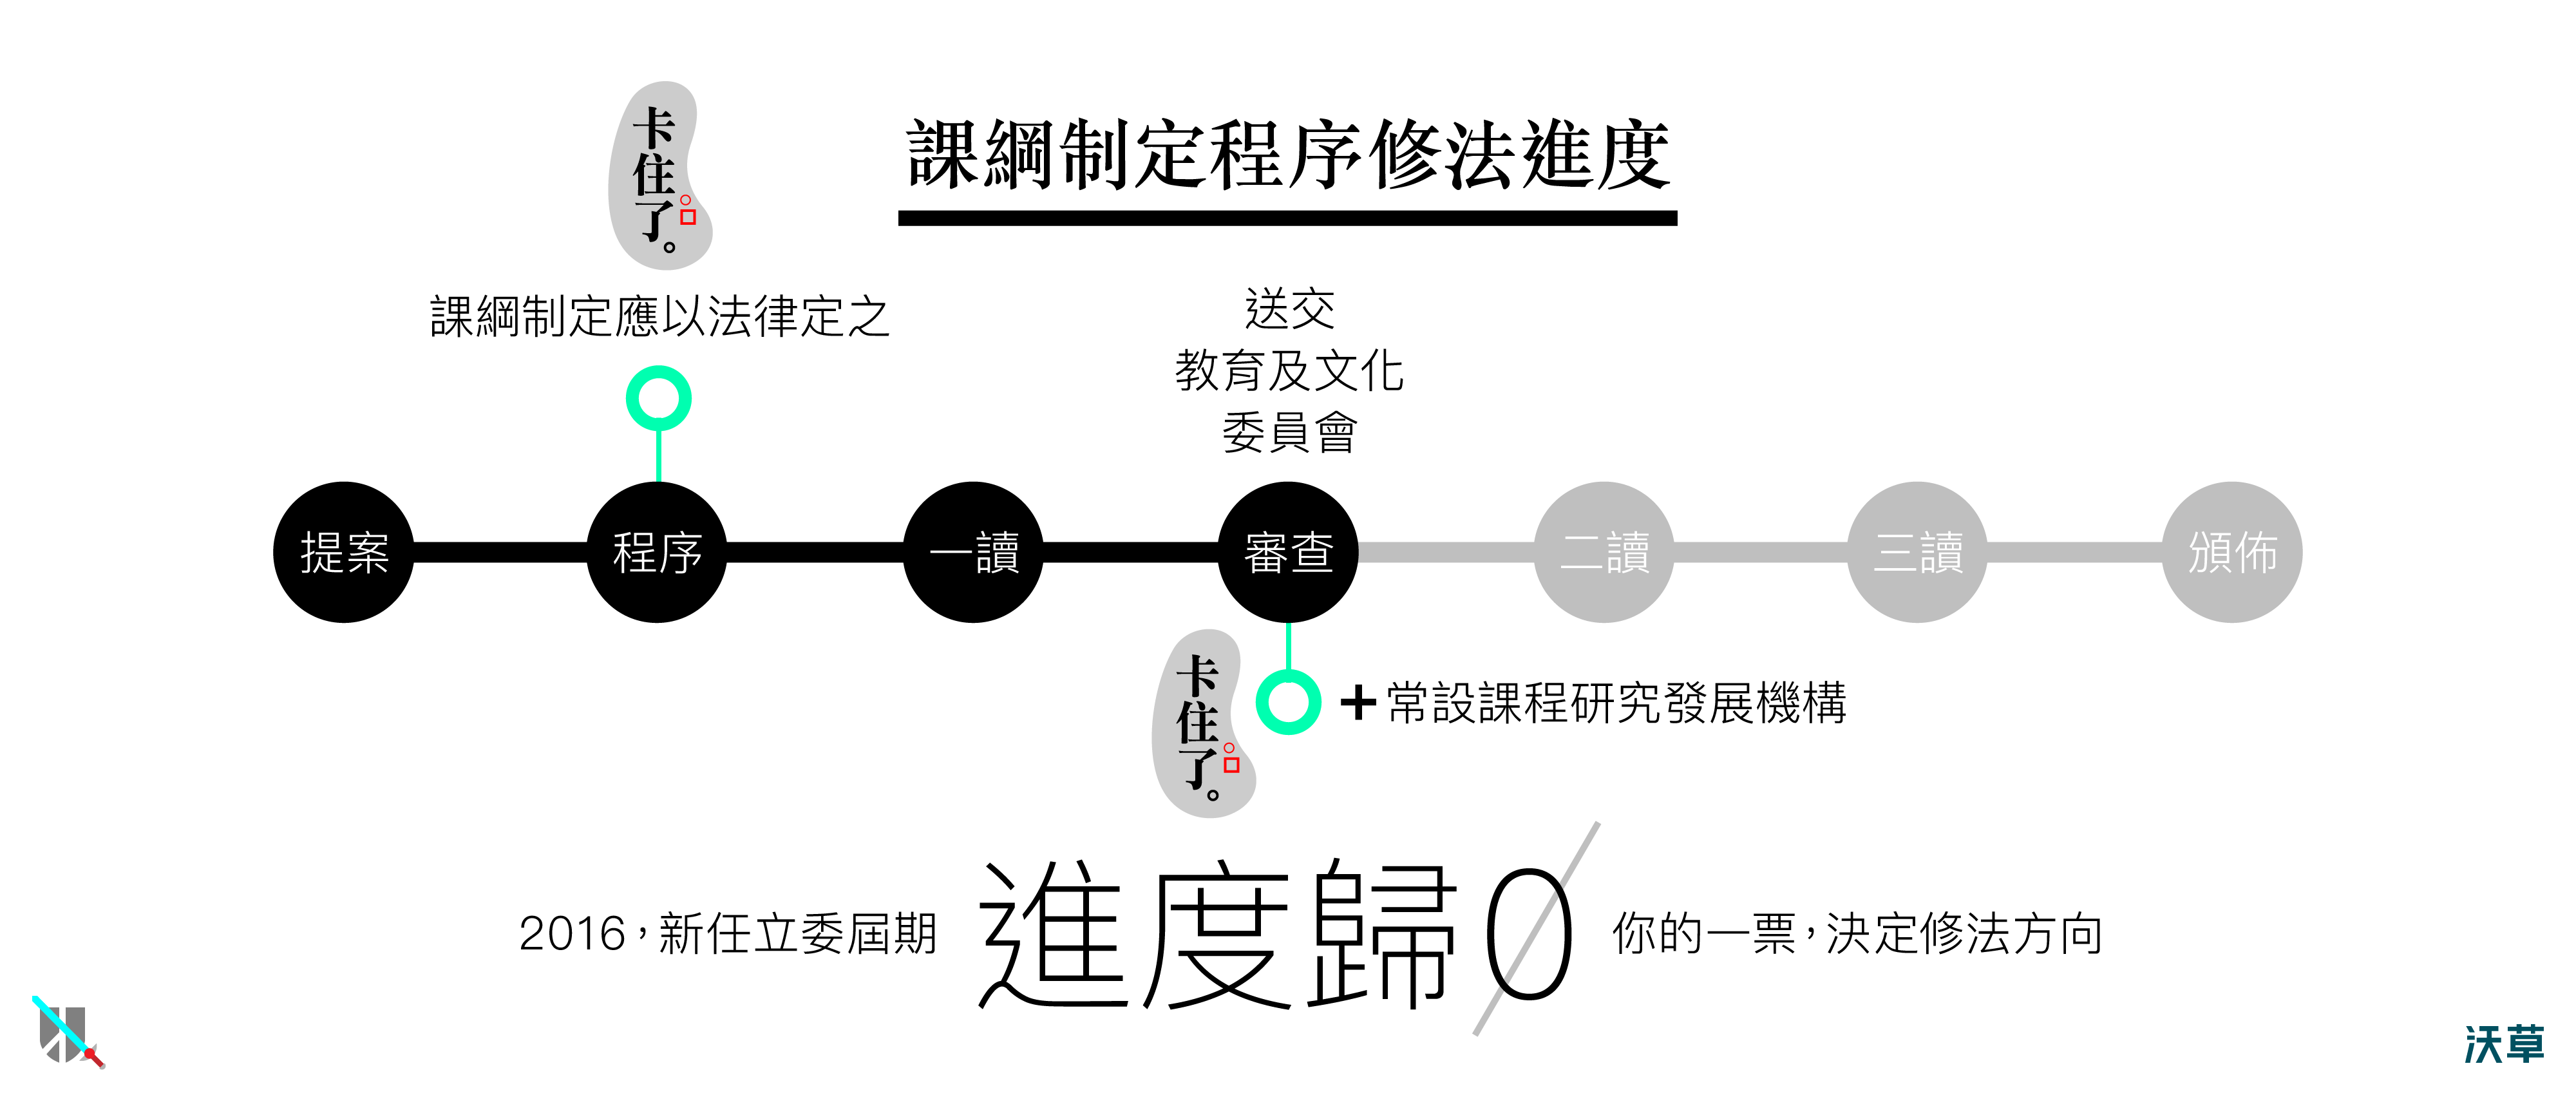 課綱制定程序修法進度
卡住了。
課綱制定應以法律定之
送交
教育及文化
委員會
提案
程序
一讀
審查
二讀
三讀
頒佈
卡住了。
+常設課程研究發展機構
2016，新任立委屆期
進度歸0
你的一票，決定修法方向
沃草